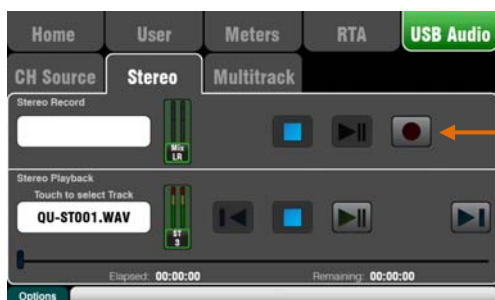 Home User Meters RTA USB Audio
CH Source Stereo Multitrack
Stereo Record
Mix
LR
Stereo Playback
Touch to select Track
QU-ST001.WAV
ST
3
Elapsed: 00:00:00 Remaining: 00:00:00
Options